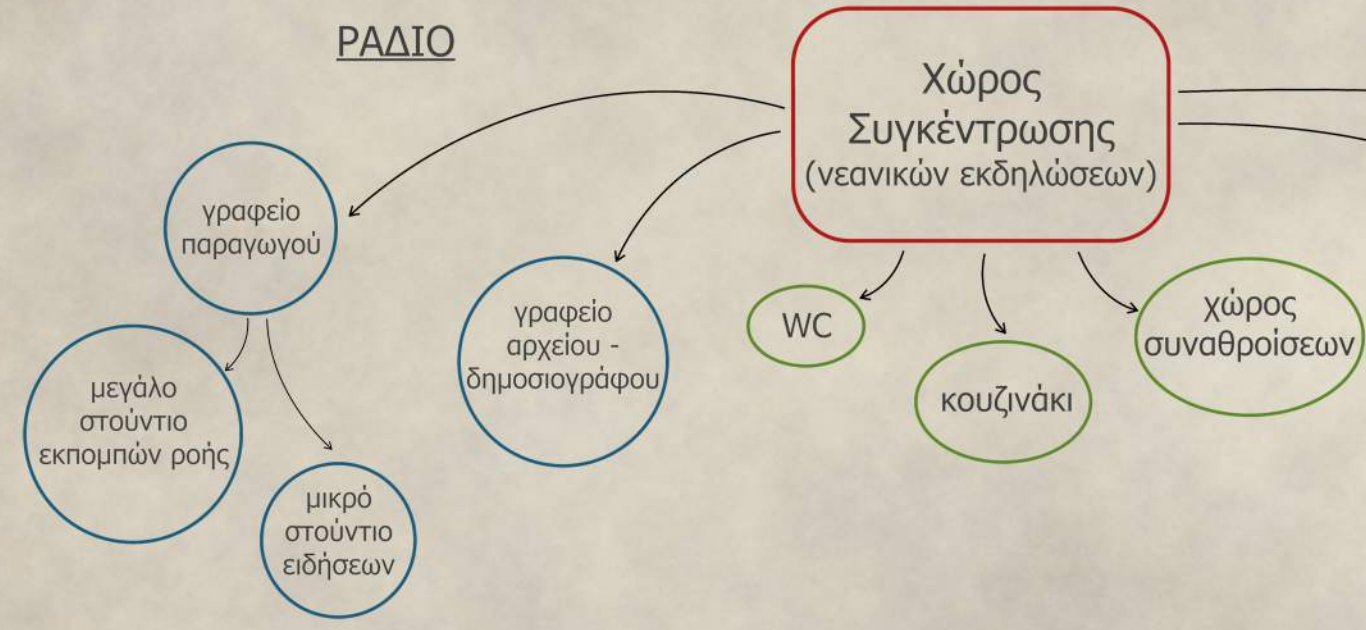 ΡΑΔΙΟ
Χώρος
Συγκέντρωσης
(νεανικών εκδηλώσεων)
γραφείο
παραγωγού
γραφείο
αρχείου -
δημοσιογράφου
WC
κουζινάκι
χώρος
συναθροίσεων
μεγάλο
στούντιο
εκπομπών ροής
μικρό
στούντιο
ειδήσεων